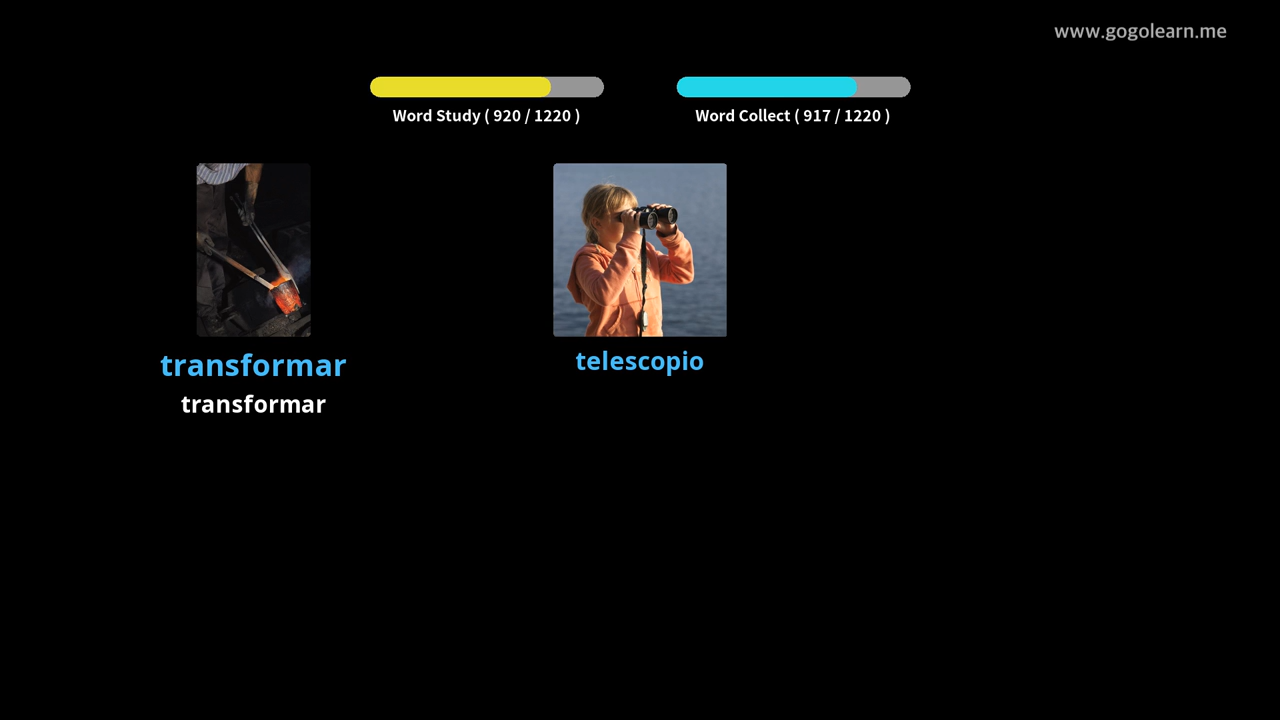 www.gogolearn.me
Word Study ( 920 / 1220 )
Word Collect ( 917 / 1220 )
transformar
transformar
telescopio